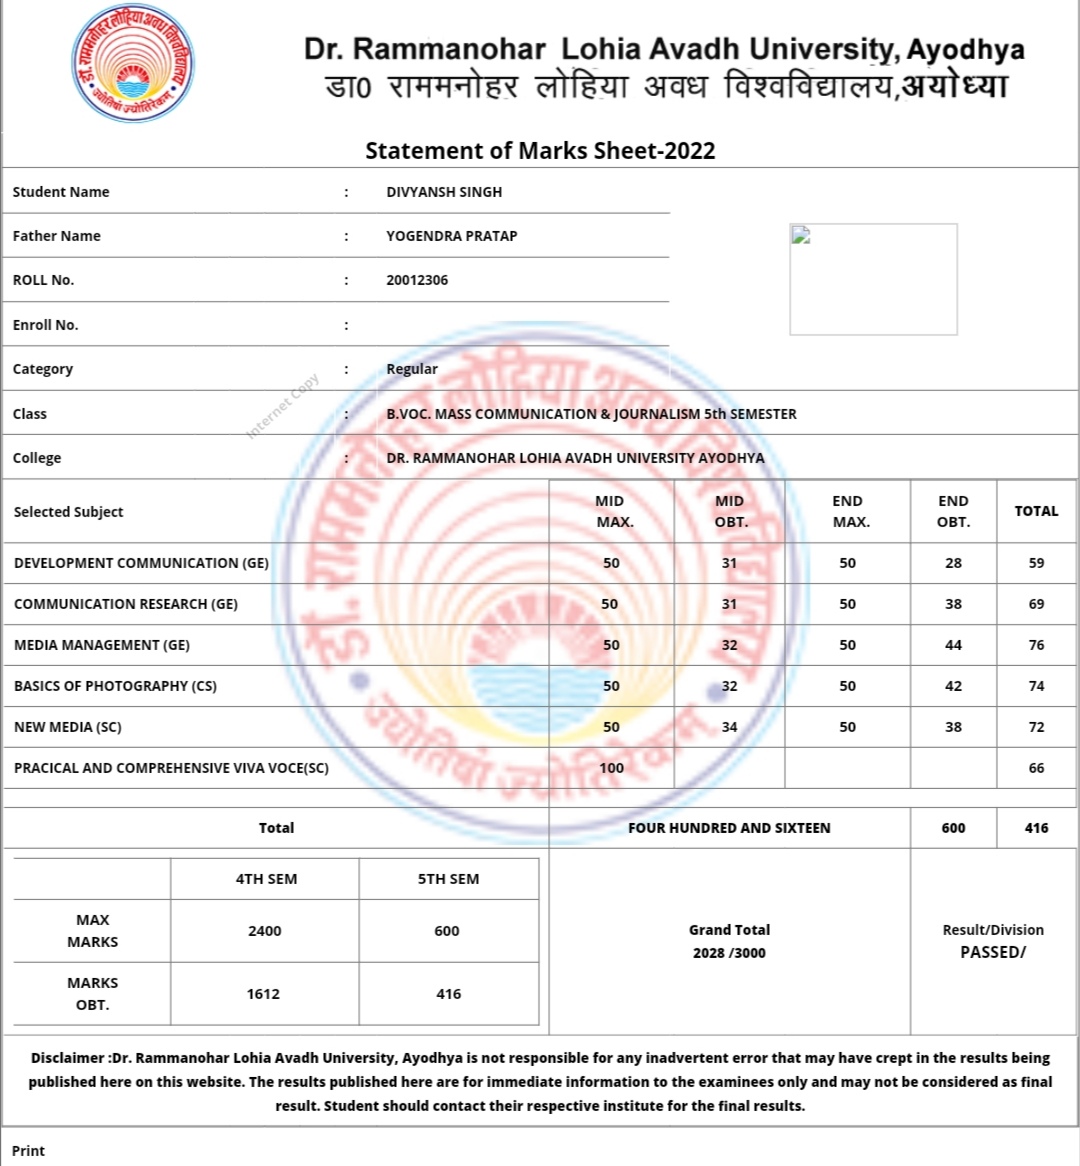 Dr. Rammanohar Lohia Avadh University, Ayodhya
डा0 राममनोहर लोहिया अवध विश्वविद्यालय,अयोध्या
डॉ. राममनोहर लोहिया अवध विश्वविद्यालय
ज्योतिषां ज्योतिरेकम्
Statement of Marks Sheet-2022
Student Name : DIVYANSH SINGH
Father Name : YOGENDRA PRATAP
ROLL No. : 20012306
Enroll No. :
Category : Regular
Internet Copy
Class : B.VOC. MASS COMMUNICATION & JOURNALISM 5th SEMESTER
College : DR. RAMMANOHAR LOHIA AVADH UNIVERSITY AYODHYA
Selected Subject MID MAX. MID OBT. END MAX. END OBT. TOTAL
DEVELOPMENT COMMUNICATION (GE) 50 31 50 28 59
COMMUNICATION RESEARCH (GE) 50 31 50 38 69
MEDIA MANAGEMENT (GE) 50 32 50 44 76
BASICS OF PHOTOGRAPHY (CS) 50 32 50 42 74
NEW MEDIA (SC) 50 34 50 38 72
PRACICAL AND COMPREHENSIVE VIVA VOCE(SC) 100 66
डॉ. राममनोहर लोहिया अवध विश्वविद्यालय
ज्योतिषां ज्योतिरेकम्
Total FOUR HUNDRED AND SIXTEEN 600 416
4TH SEM 5TH SEM
MAX MARKS 2400 600
MARKS OBT. 1612 416
Grand Total
2028 /3000
Result/Division
PASSED/
Disclaimer :Dr. Rammanohar Lohia Avadh University, Ayodhya is not responsible for any inadvertent error that may have crept in the results being
published here on this website. The results published here are for immediate information to the examinees only and may not be considered as final
result. Student should contact their respective institute for the final results.
Print